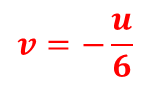 v = −u/6